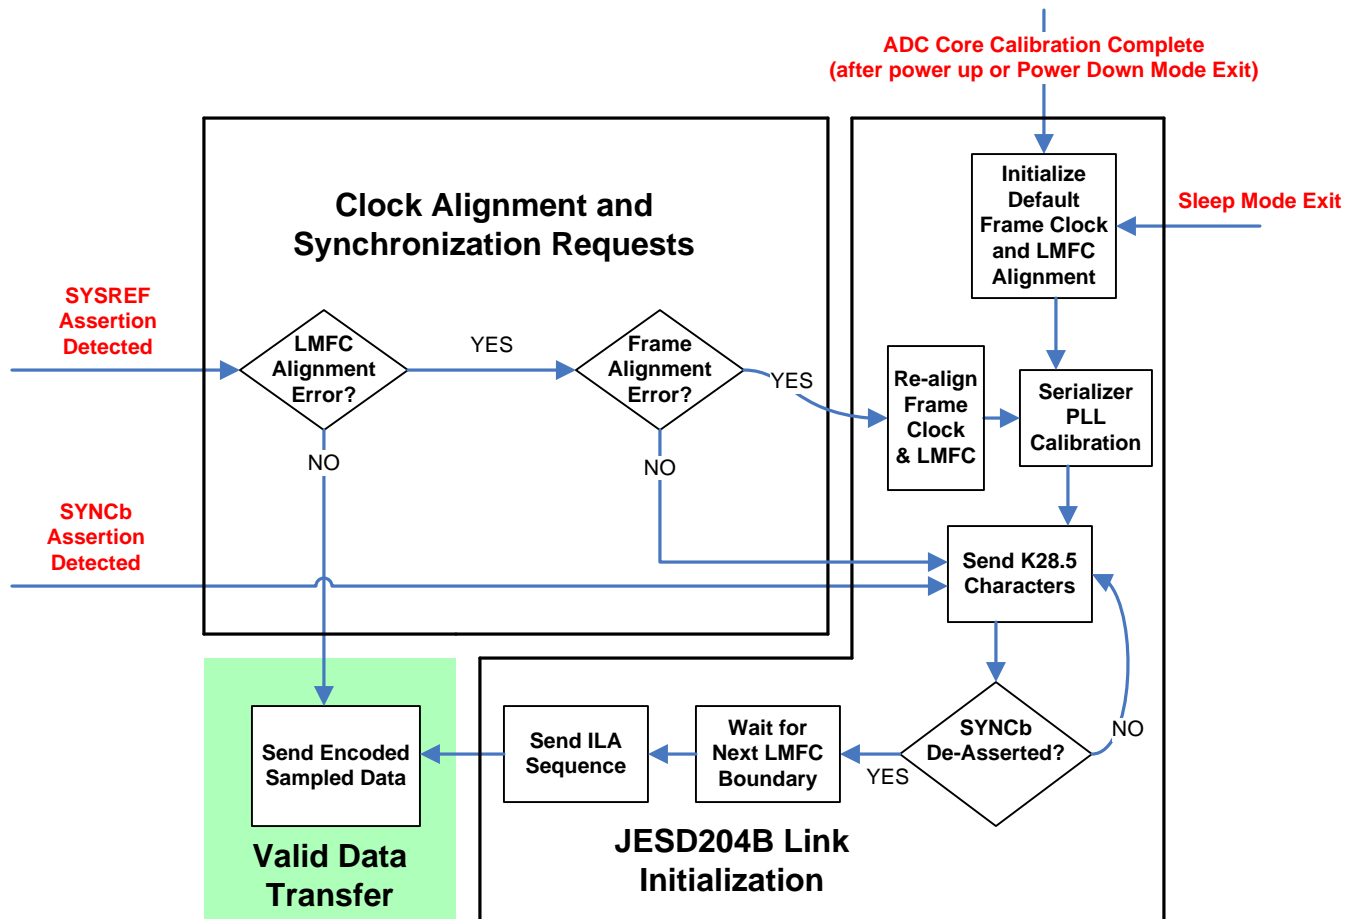 ADC Core Calibration Complete
(after power up or Power Down Mode Exit)
Clock Alignment and
Synchronization Requests
Initialize
Default
Frame Clock
and LMFC
Alignment
Sleep Mode Exit
SYSREF
Assertion
Detected
LMFC
Alignment
Error?
YES
Frame
Alignment
Error?
YES
Re-align
Frame
Clock
& LMFC
Serializer
PLL
Calibration
NO
NO
SYNCb
Assertion
Detected
Send K28.5
Characters
Send Encoded
Sampled Data
Send ILA
Sequence
Wait for
Next LMFC
Boundary
YES
SYNCb
De-Asserted?
NO
Valid Data
Transfer
JESD204B Link
Initialization